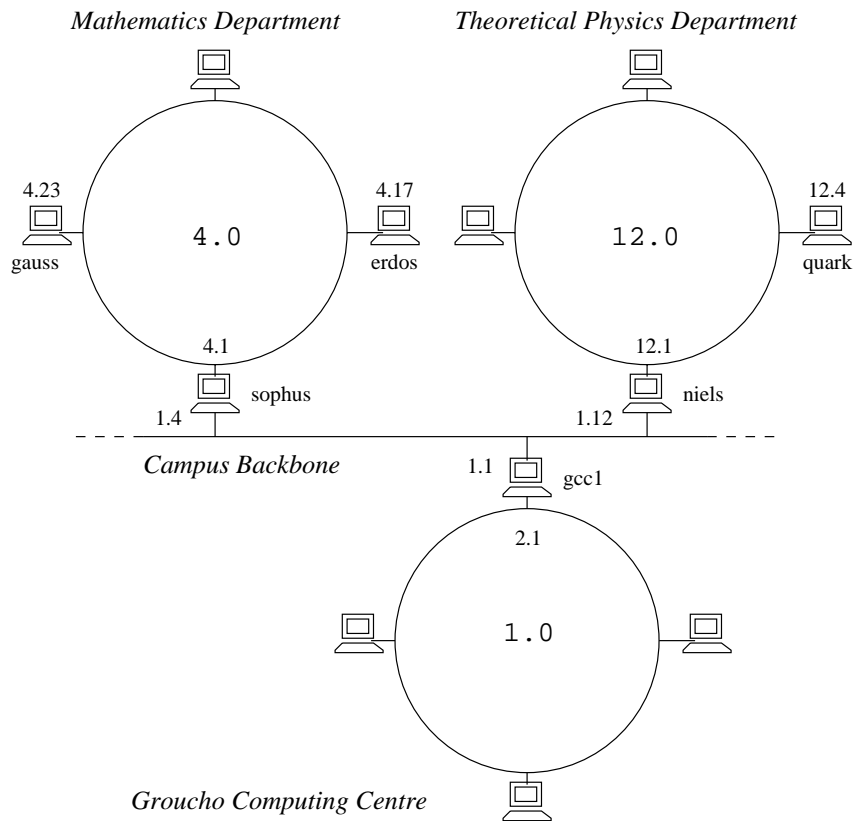 Mathematics Department
Theoretical Physics Department
4.23
4.17
12.4
4.0
12.0
gauss
erdos
quark
4.1
12.1
sophus
niels
1.4
1.12
Campus Backbone
1.1
gcc1
2.1
1.0
Groucho Computing Centre